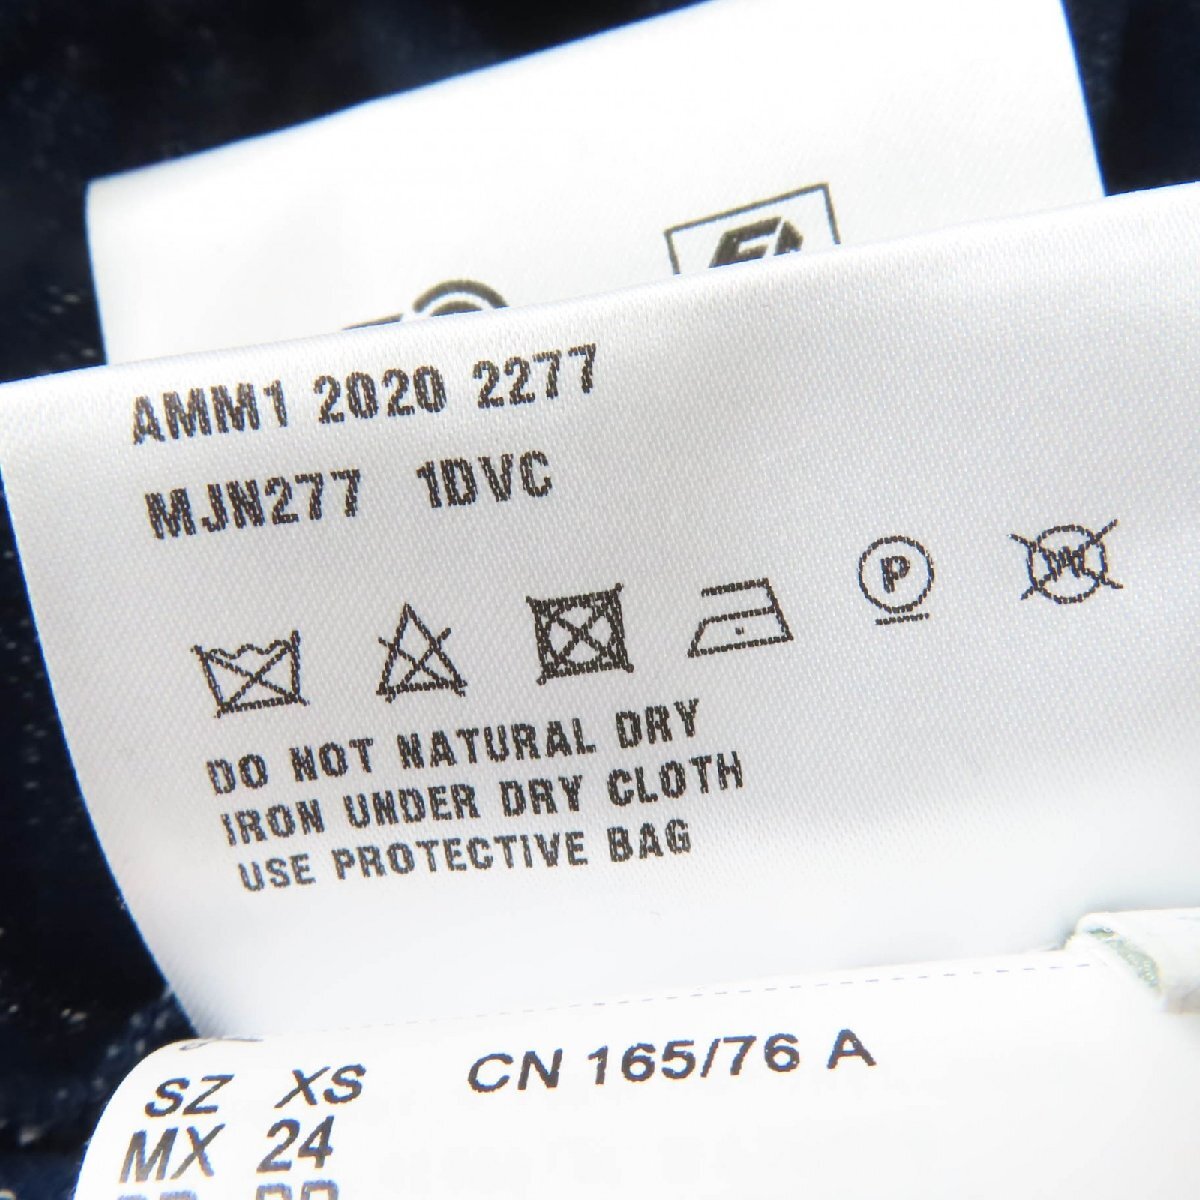 AMM1 2020 2277
MJN277 1DVC
P
DO NOT NATURAL DRY
IRON UNDER DRY CLOTH
USE PROTECTIVE BAG
SZ XS CN 165/76 A
MX 24